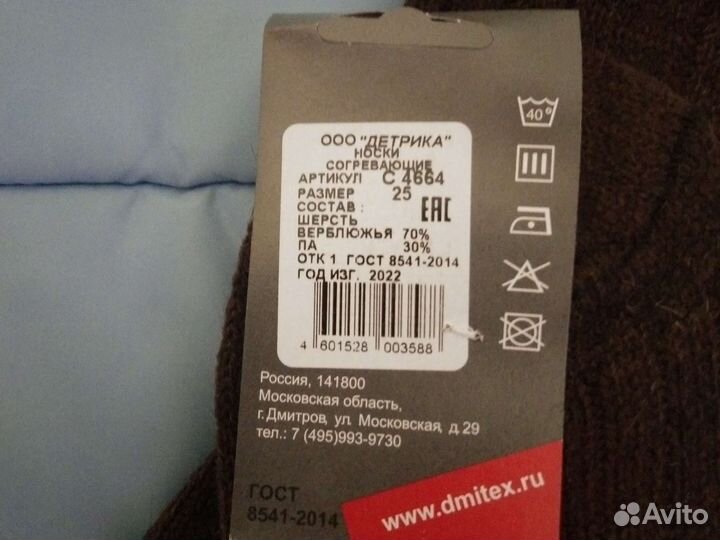 40°
ООО "ДЕТРИКА"
НОСКИ
СОГРЕВАЮЩИЕ
АРТИКУЛ С 4664
РАЗМЕР 25
СОСТАВ :
EAC
ШЕРСТЬ
ВЕРБЛЮЖЬЯ 70%
ПА 30%
ОТК 1 ГОСТ 8541-2014
ГОД ИЗГ. 2022
4 601528 003588
Россия, 141800
Московская область,
г.Дмитров, ул. Московская, д.29
тел.: 7 (495)993-9730
ГОСТ
8541-2014
www.dmitex.ru
Avito